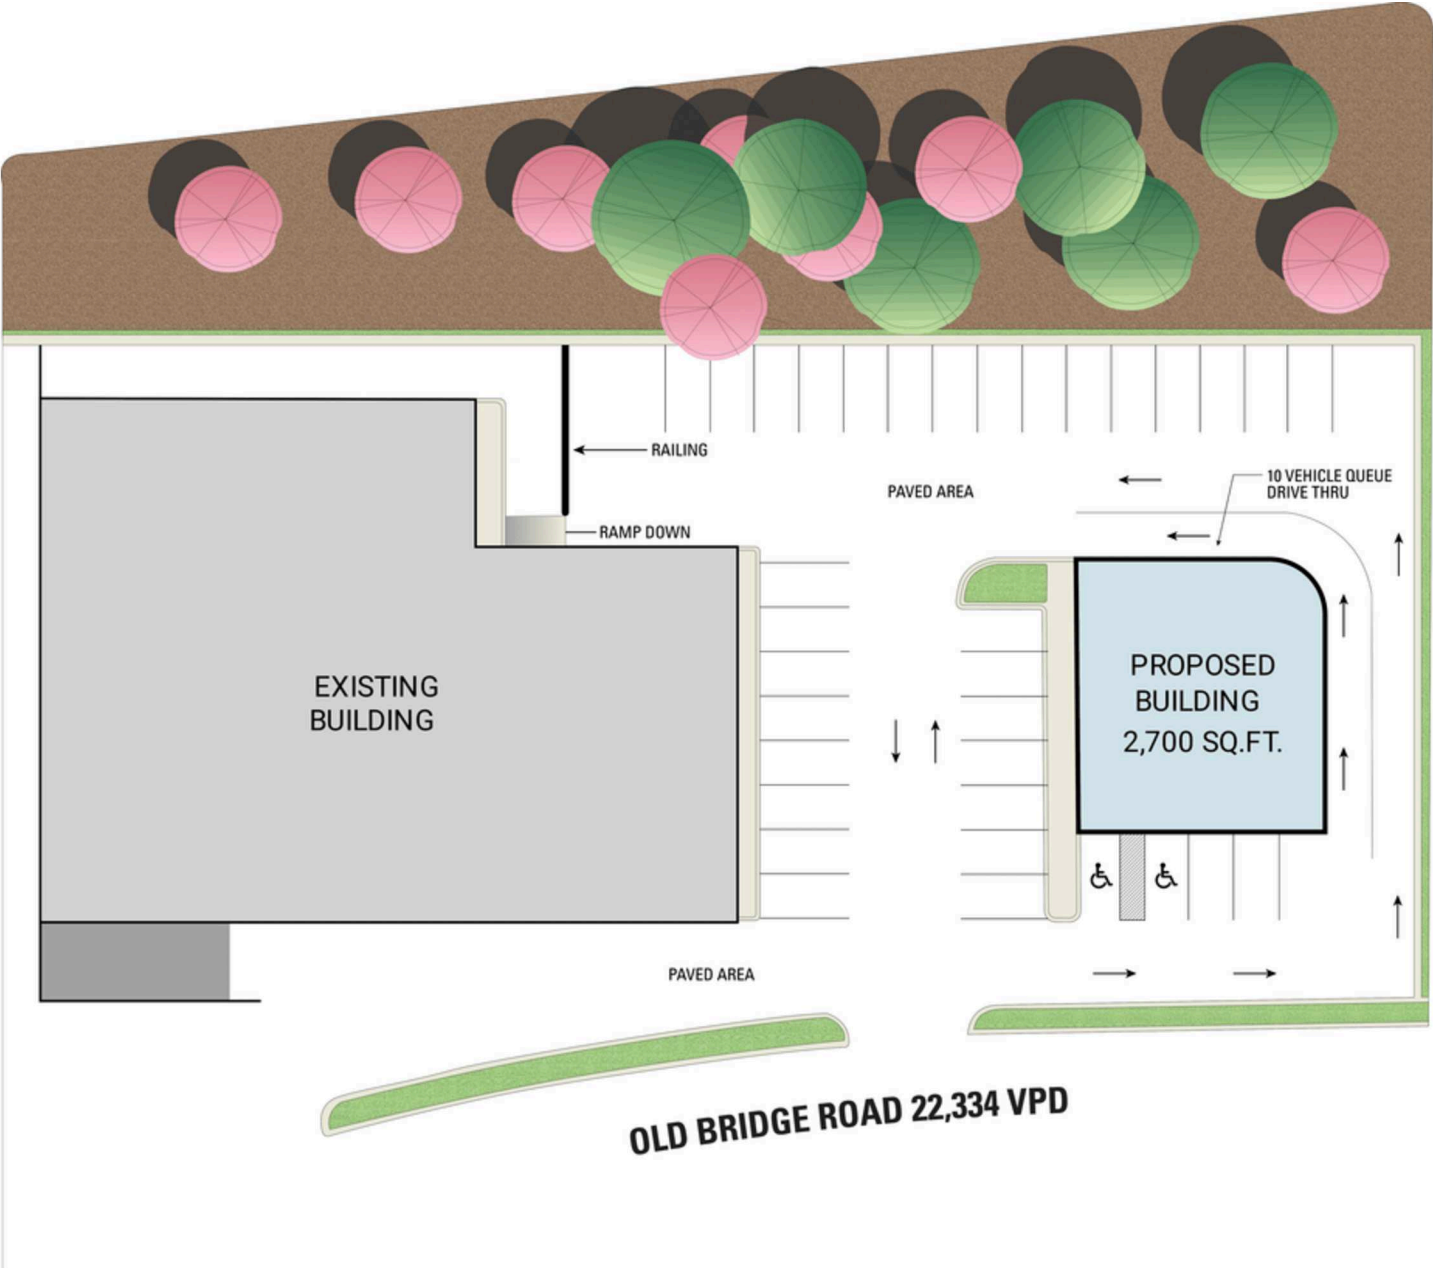 RAILING
10 VEHICLE QUEUE
DRIVE THRU
PAVED AREA
RAMP DOWN
EXISTING
BUILDING
PROPOSED
BUILDING
2,700 SQ.FT.
PAVED AREA
OLD BRIDGE ROAD 22,334 VPD